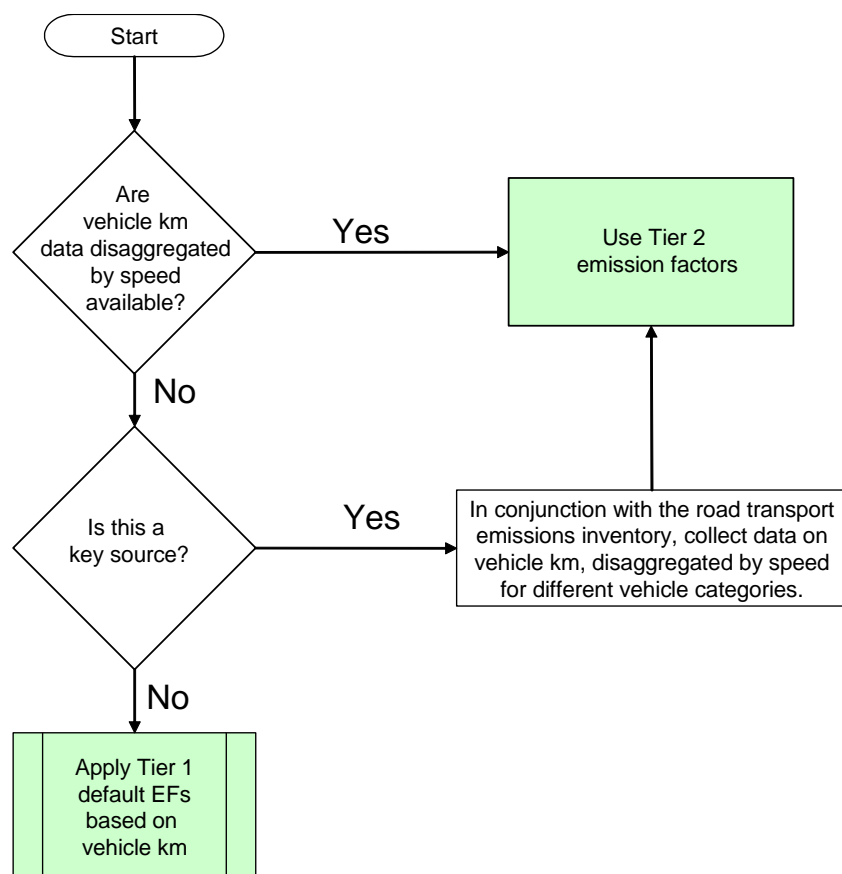 Start
Are
vehicle km
data disaggregated
by speed
available?
Yes
Use Tier 2
emission factors
No
Is this a
key source?
Yes
In conjunction with the road transport
emissions inventory, collect data on
vehicle km, disaggregated by speed
for different vehicle categories.
No
Apply Tier 1
default EFs
based on
vehicle km